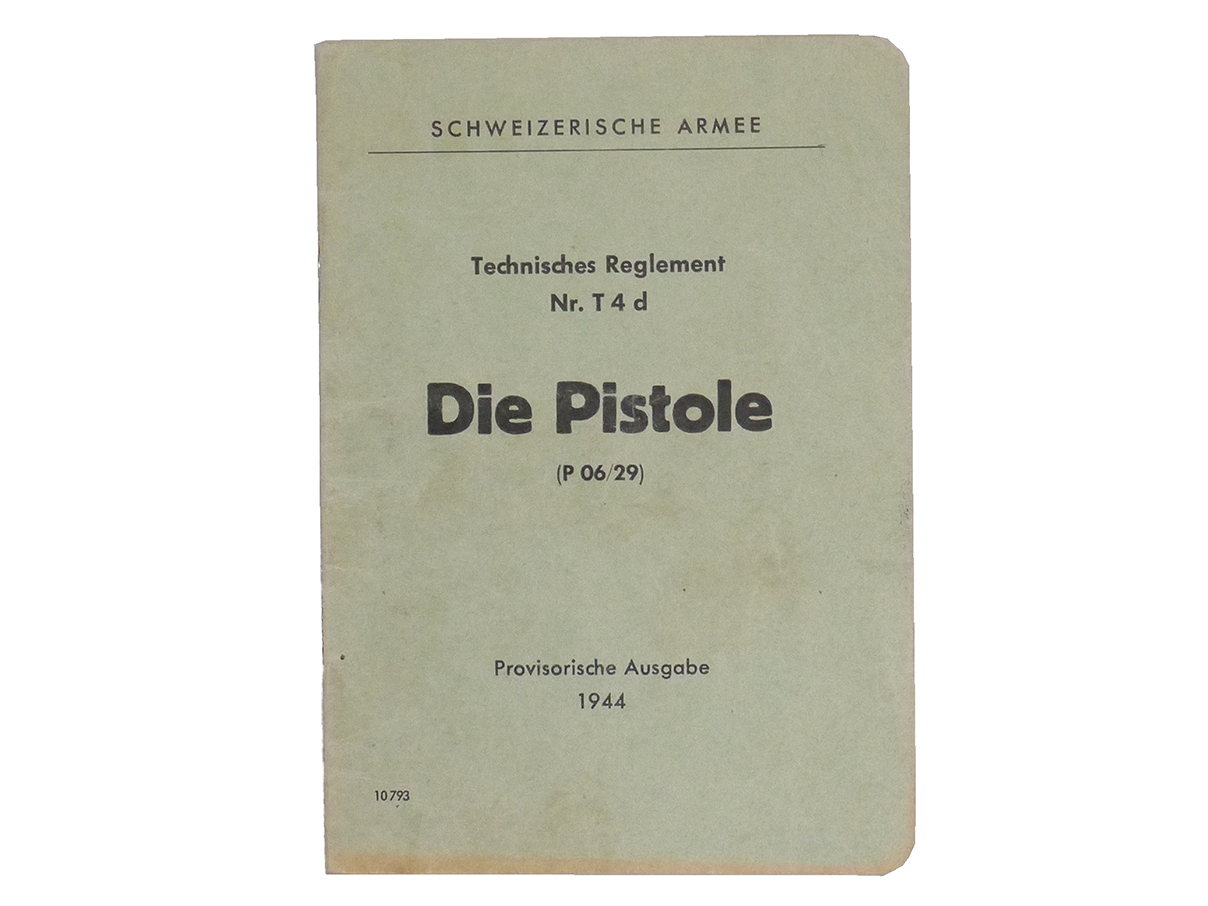 SCHWEIZERISCHE ARMEE
Technisches Reglement
Nr. T 4 d
Die Pistole
(P 06/29)
Provisorische Ausgabe
1944
10793